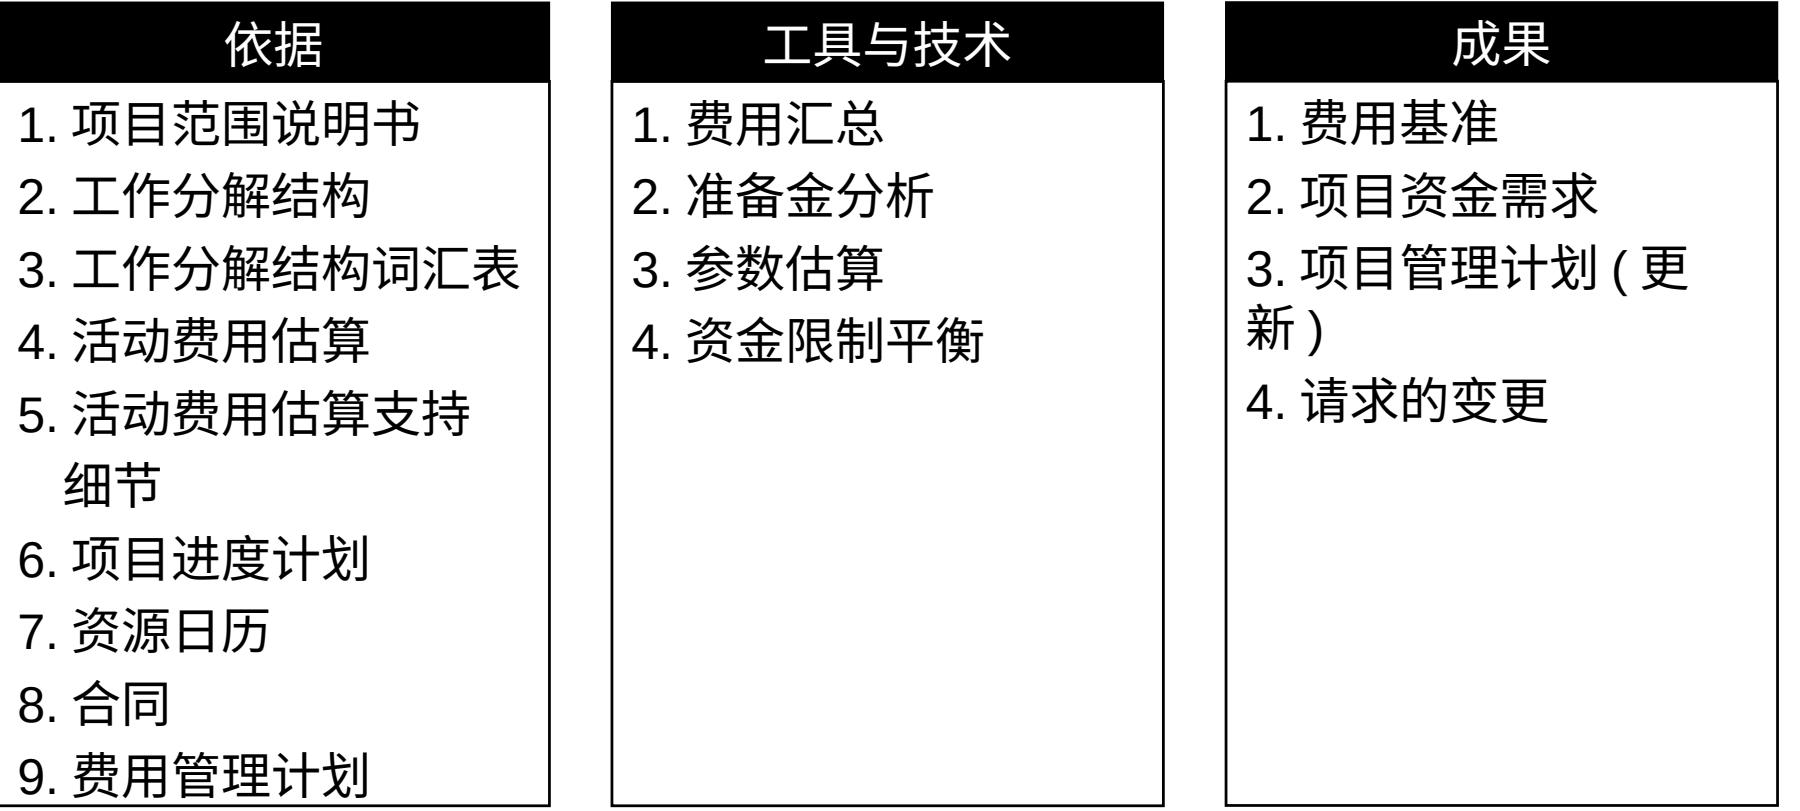 依据
1. 项目范围说明书
2. 工作分解结构
3. 工作分解结构词汇表
4. 活动费用估算
5. 活动费用估算支持
细节
6. 项目进度计划
7. 资源日历
8. 合同
9. 费用管理计划
工具与技术
1. 费用汇总
2. 准备金分析
3. 参数估算
4. 资金限制平衡
成果
1. 费用基准
2. 项目资金需求
3. 项目管理计划 ( 更
新 )
4. 请求的变更